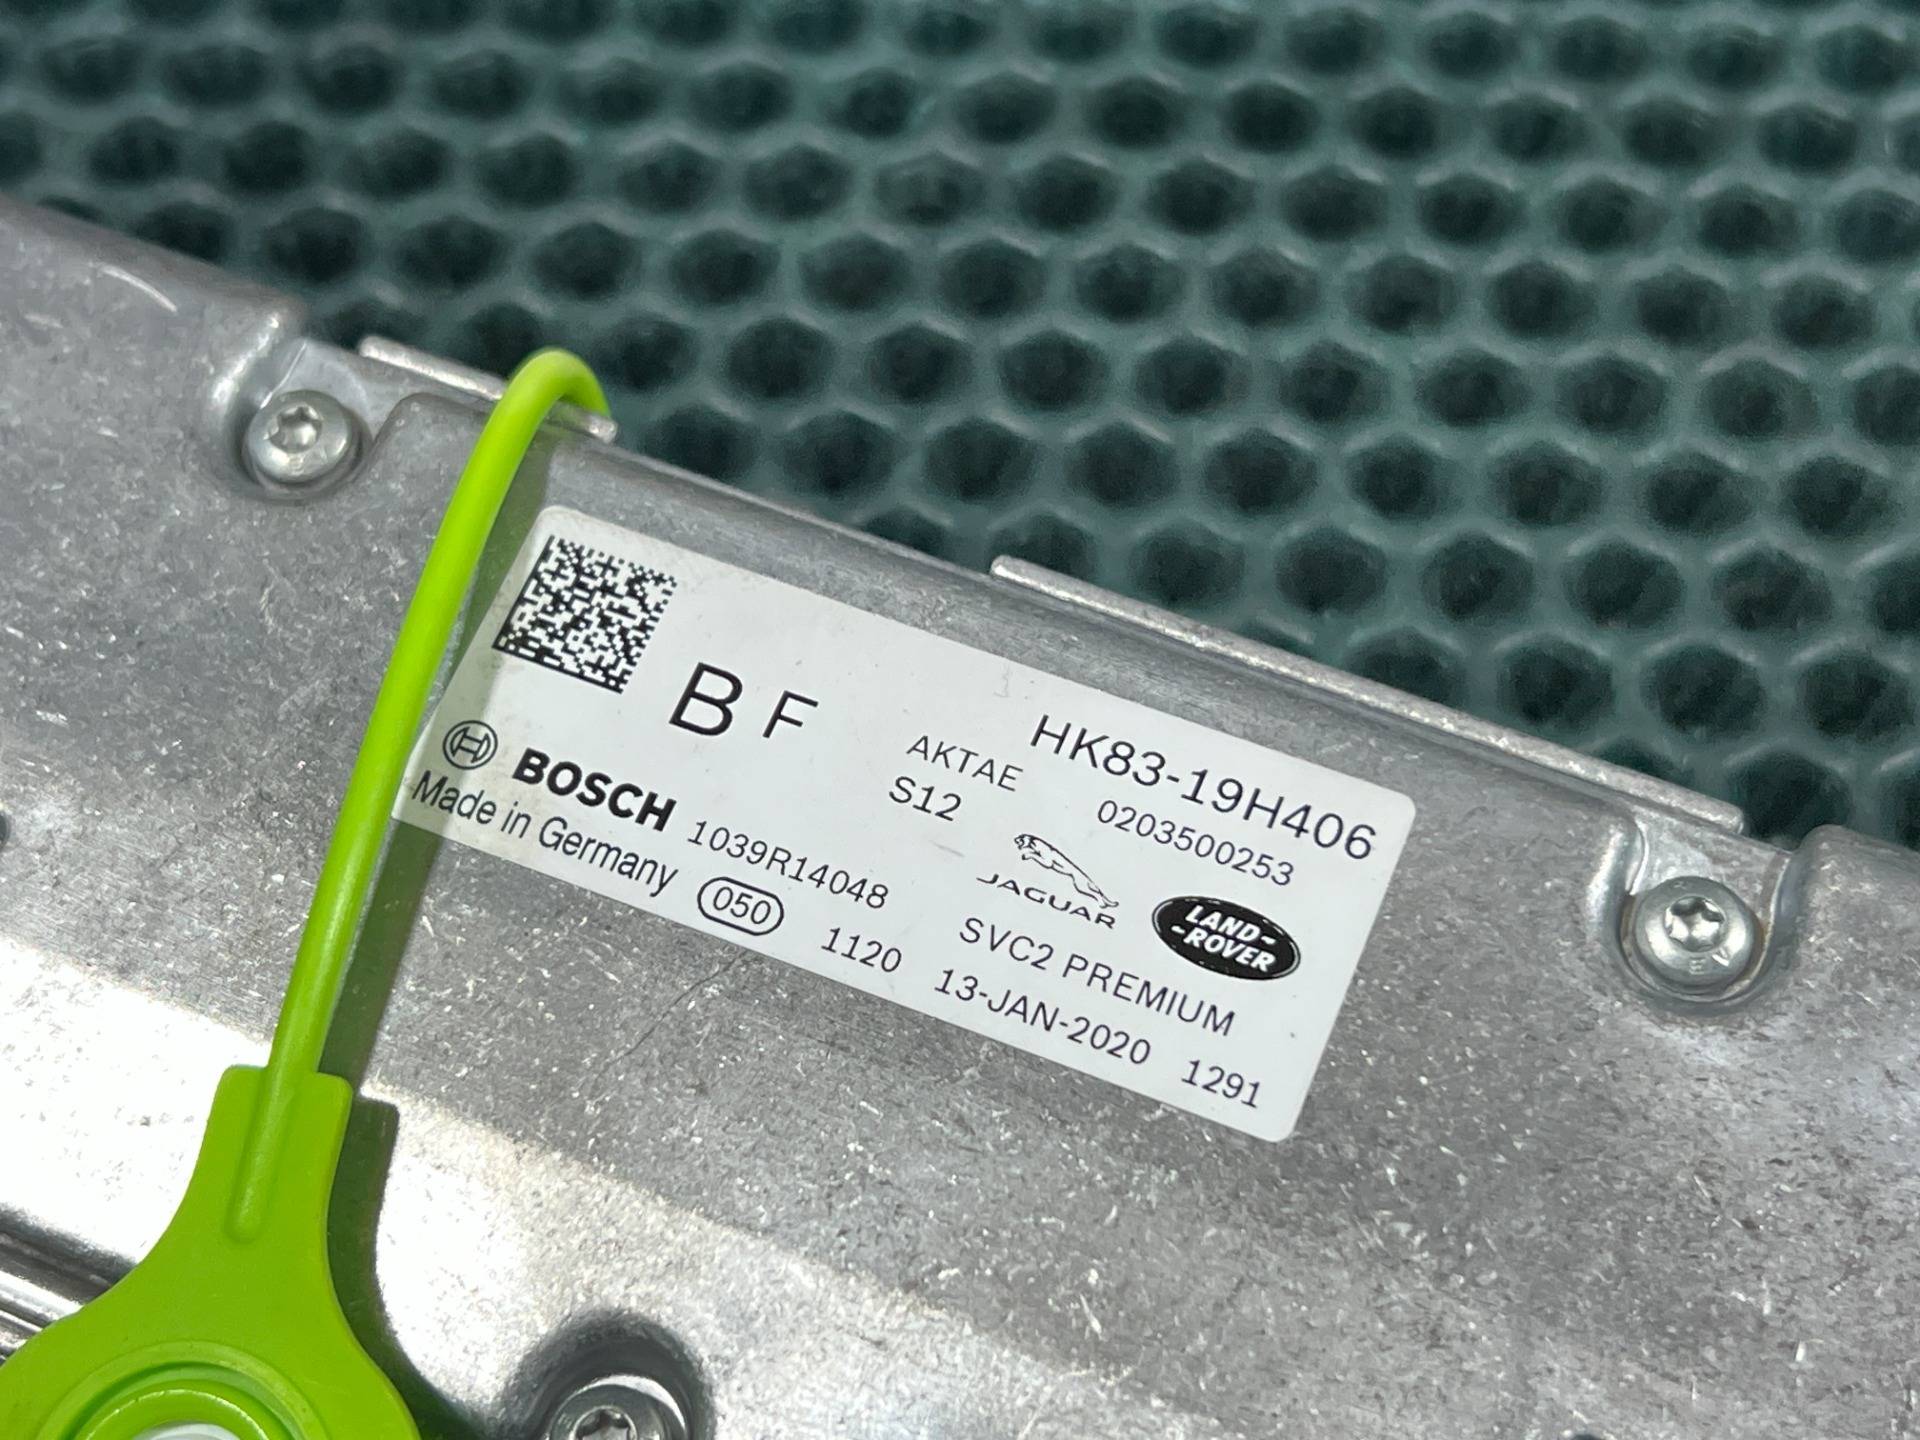 B F
AKTAE
HK83-19H406
S12
0203500253
BOSCH
1039R14048
JAGUAR
LAND-
-ROVER
Made in Germany
050
1120
SVC2 PREMIUM
13-JAN-2020
1291